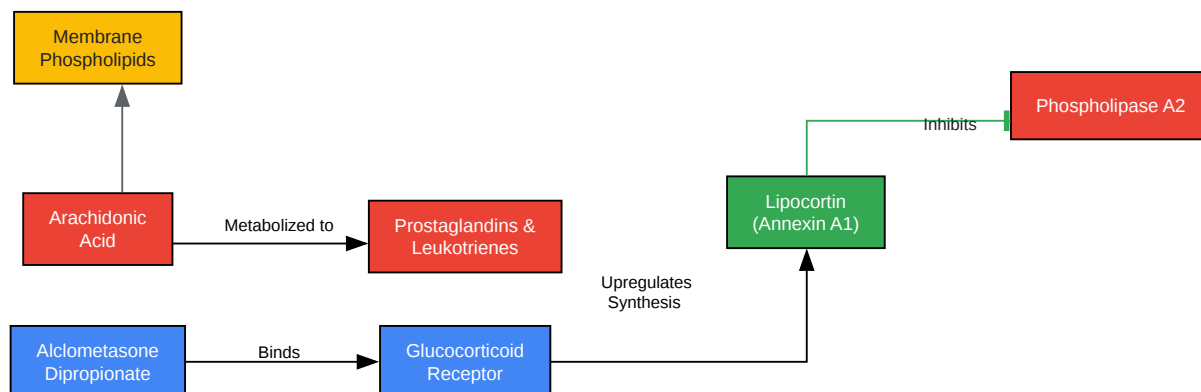 Membrane
Phospholipids
Phospholipase A2
Inhibits
Lipocortin
(Annexin A1)
Arachidonic
Acid
Metabolized to
Prostaglandins &
Leukotrienes
Upregulates
Synthesis
Alclometasone
Dipropionate
Binds
Glucocorticoid
Receptor